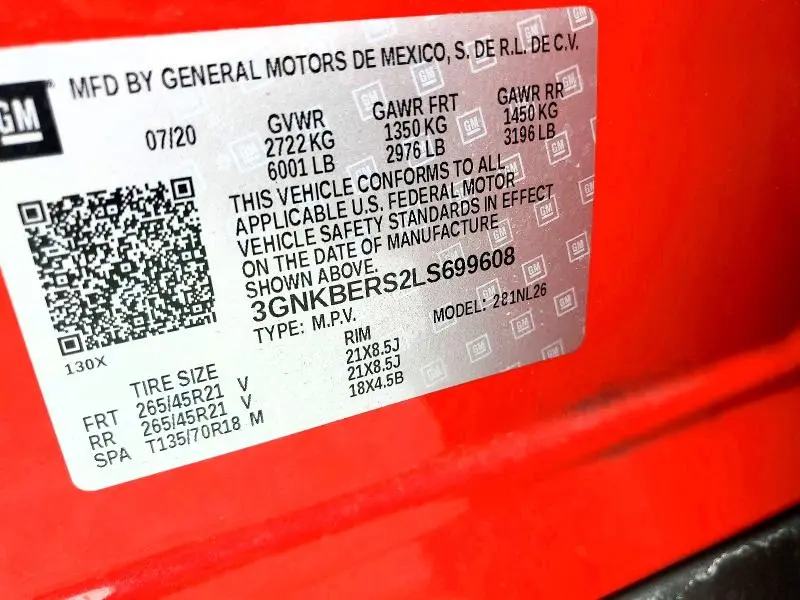 GM
MFD BY GENERAL MOTORS DE MEXICO, S. DE R.L. DE C.V.
07/20 GVWR GAWR FRT GAWR RR
2722 KG 1350 KG 1450 KG
6001 LB 2976 LB 3196 LB
THIS VEHICLE CONFORMS TO ALL
APPLICABLE U.S. FEDERAL MOTOR
VEHICLE SAFETY STANDARDS IN EFFECT
ON THE DATE OF MANUFACTURE
SHOWN ABOVE.
3GNKBERS2LS699608
TYPE: M.P.V. MODEL: 281NL26
130X
TIRE SIZE RIM
FRT 265/45R21 V 21X8.5J
RR 265/45R21 V 21X8.5J
SPA T135/70R18 M 18X4.5B